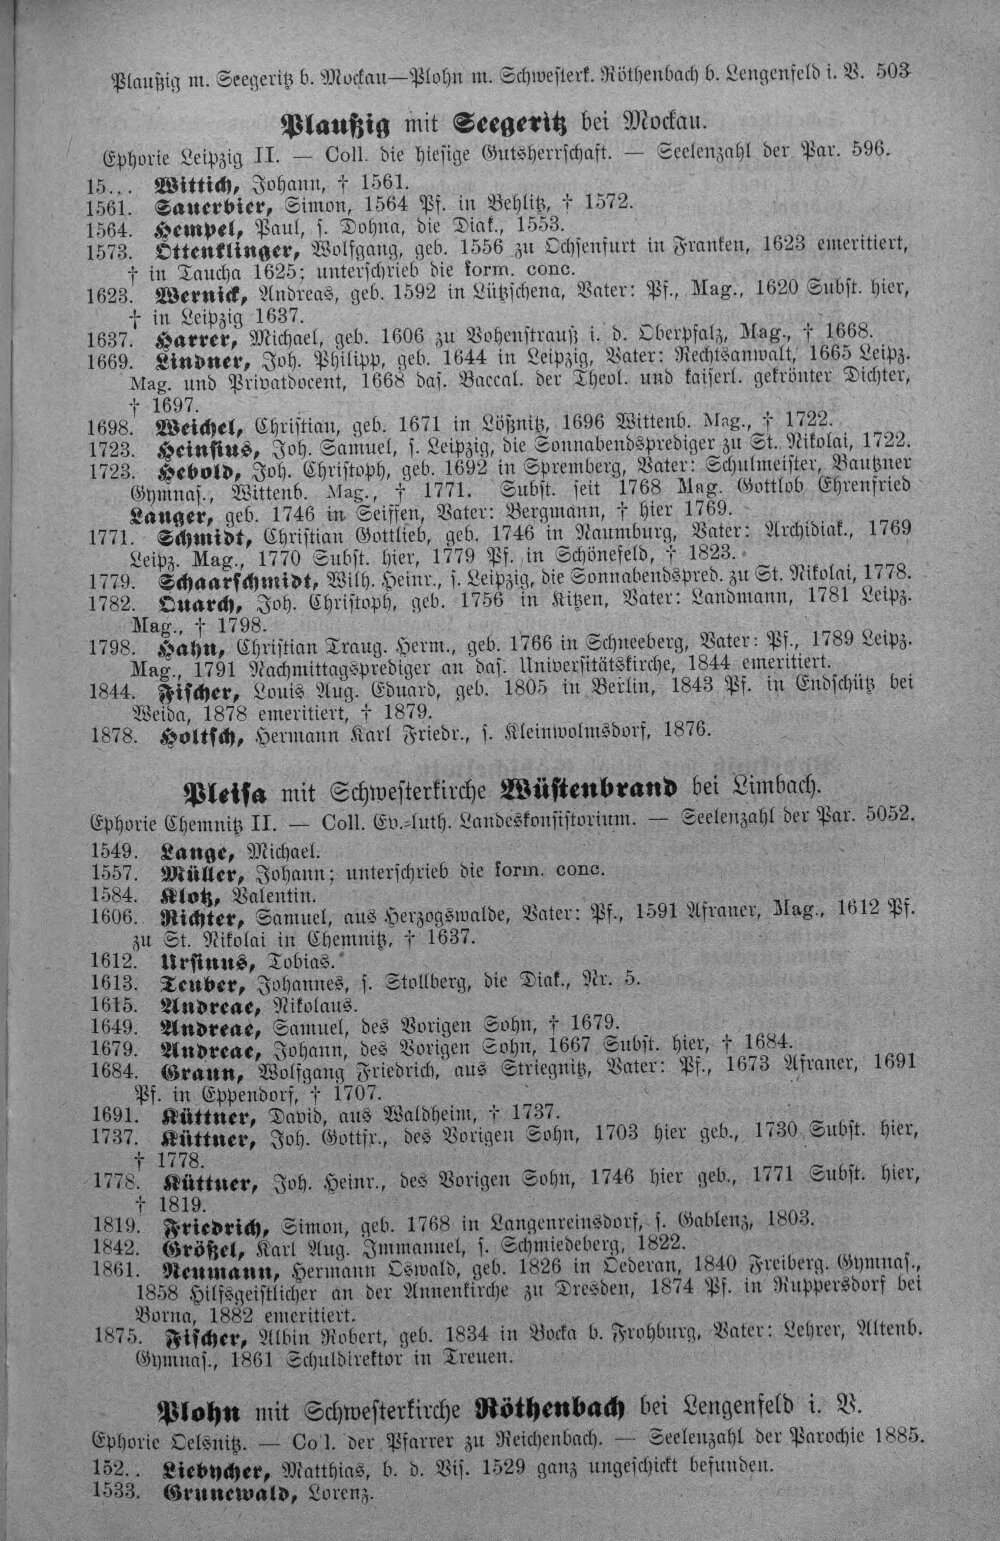 Plaußig m. Seegeritz b. Mockau—Plohn m. Schwesterk. Röthenbach b. Lengenfeld i. V. 503
Plaußig mit Seegeritz bei Mockau.
Ephorie Leipzig II. — Coll. die hiesige Gutsherrschaft. — Seelenzahl der Par. 596.
15... Wittich, Johann, † 1561.
1561. Sauerbier, Simon, 1564 Pf. in Behlitz, † 1572.
1564. Hempel, Paul, s. Dohna, die Diak., 1553.
1573. Ottenklinger, Wolfgang, geb. 1556 zu Ochsenfurt in Franken, 1623 emeritiert,
† in Taucha 1625; unterschrieb die form. conc.
1623. Wernick, Andreas, geb. 1592 in Lützschena, Vater: Pf., Mag., 1620 Subst. hier,
† in Leipzig 1637.
1637. Harrer, Michael, geb. 1606 zu Vohenstrauß i. d. Oberpfalz, Mag., † 1668.
1669. Lindner, Joh. Philipp, geb. 1644 in Leipzig, Vater: Rechtsanwalt, 1665 Leipz.
Mag. und Privatdocent, 1668 das. Baccal. der Theol. und kaiserl. gekrönter Dichter,
† 1697.
1698. Weichel, Christian, geb. 1671 in Lößnitz, 1696 Wittenb. Mag., † 1722.
1723. Heinsius, Joh. Samuel, s. Leipzig, die Sonnabendsprediger zu St. Nikolai, 1722.
1723. Hebold, Joh. Christoph, geb. 1692 in Spremberg, Vater: Schulmeister, Bautzner
Gymnas., Wittenb. Mag., † 1771. Subst. seit 1768 Mag. Gottlob Ehrenfried
Langer, geb. 1746 in Seiffen, Vater: Bergmann, † hier 1769.
1771. Schmidt, Christian Gottlieb, geb. 1746 in Naumburg, Vater: Archidiak., 1769
Leipz. Mag., 1770 Subst. hier, 1779 Pf. in Schönefeld, † 1823.
1779. Schaarschmidt, Wilh. Heinr., s. Leipzig, die Sonnabendspred. zu St. Nikolai, 1778.
1782. Quarch, Joh. Christoph, geb. 1756 in Kitzen, Vater: Landmann, 1781 Leipz.
Mag., † 1798.
1798. Hahn, Christian Traug. Herm., geb. 1766 in Schneeberg, Vater: Pf., 1789 Leipz.
Mag., 1791 Nachmittagsprediger an das. Universitätskirche, 1844 emeritiert.
1844. Fischer, Louis Aug. Eduard, geb. 1805 in Berlin, 1843 Pf. in Endschütz bei
Weida, 1878 emeritiert, † 1879.
1878. Holtsch, Hermann Karl Friedr., s. Kleinwolmsdorf, 1876.
Pleisa mit Schwesterkirche Wüstenbrand bei Limbach.
Ephorie Chemnitz II. — Coll. Ev.-luth. Landeskonsistorium. — Seelenzahl der Par. 5052.
1549. Lange, Michael.
1557. Müller, Johann; unterschrieb die form. conc.
1584. Klotz, Valentin.
1606. Richter, Samuel, aus Herzogswalde, Vater: Pf., 1591 Afraner, Mag., 1612 Pf.
zu St. Nikolai in Chemnitz, † 1637.
1612. Ursinus, Tobias.
1613. Teuber, Johannes, s. Stollberg, die Diak., Nr. 5.
1615. Andreae, Nikolaus.
1649. Andreae, Samuel, des Vorigen Sohn, † 1679.
1679. Andreae, Johann, des Vorigen Sohn, 1667 Subst. hier, † 1684.
1684. Graun, Wolfgang Friedrich, aus Striegnitz, Vater: Pf., 1673 Afraner, 1691
Pf. in Eppendorf, † 1707.
1691. Küttner, David, aus Waldheim, † 1737.
1737. Küttner, Joh. Gottfr., des Vorigen Sohn, 1703 hier geb., 1730 Subst. hier,
† 1778.
1778. Küttner, Joh. Heinr., des Vorigen Sohn, 1746 hier geb., 1771 Subst. hier,
† 1819.
1819. Friedrich, Simon, geb. 1768 in Langenreinsdorf, s. Gablenz, 1803.
1842. Größel, Karl Aug. Immanuel, s. Schmiedeberg, 1822.
1861. Neumann, Hermann Oswald, geb. 1826 in Oederan, 1840 Freiberg. Gymnas.,
1858 Hilfsgeistlicher an der Annenkirche zu Dresden, 1874 Pf. in Ruppersdorf bei
Borna, 1882 emeritiert.
1875. Fischer, Albin Robert, geb. 1834 in Bocka b. Frohburg, Vater: Lehrer, Altenb.
Gymnas., 1861 Schuldirektor in Treuen.
Plohn mit Schwesterkirche Röthenbach bei Lengenfeld i. V.
Ephorie Oelsnitz. — Co l. der Pfarrer zu Reichenbach. — Seelenzahl der Parochie 1885.
152.. Liebycher, Matthias, b. d. Vis. 1529 ganz ungeschickt befunden.
1533. Grunewald, Lorenz.